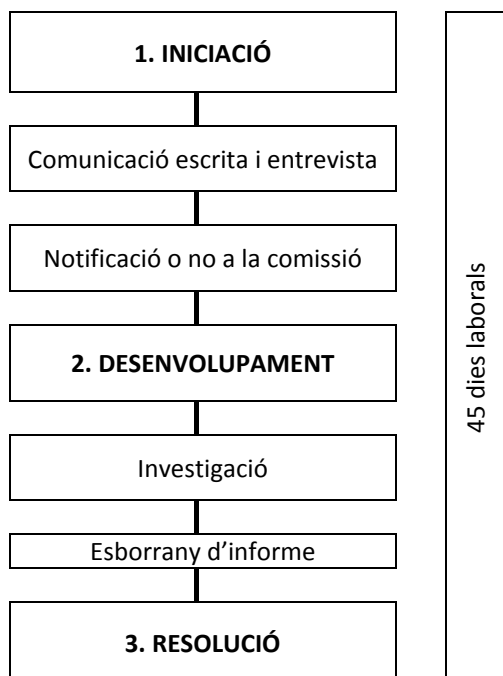 1. INICIACIÓ
Comunicació escrita i entrevista
Notificació o no a la comissió
2. DESENVOLUPAMENT
Investigació
Esborrany d’informe
3. RESOLUCIÓ
45 dies laborals